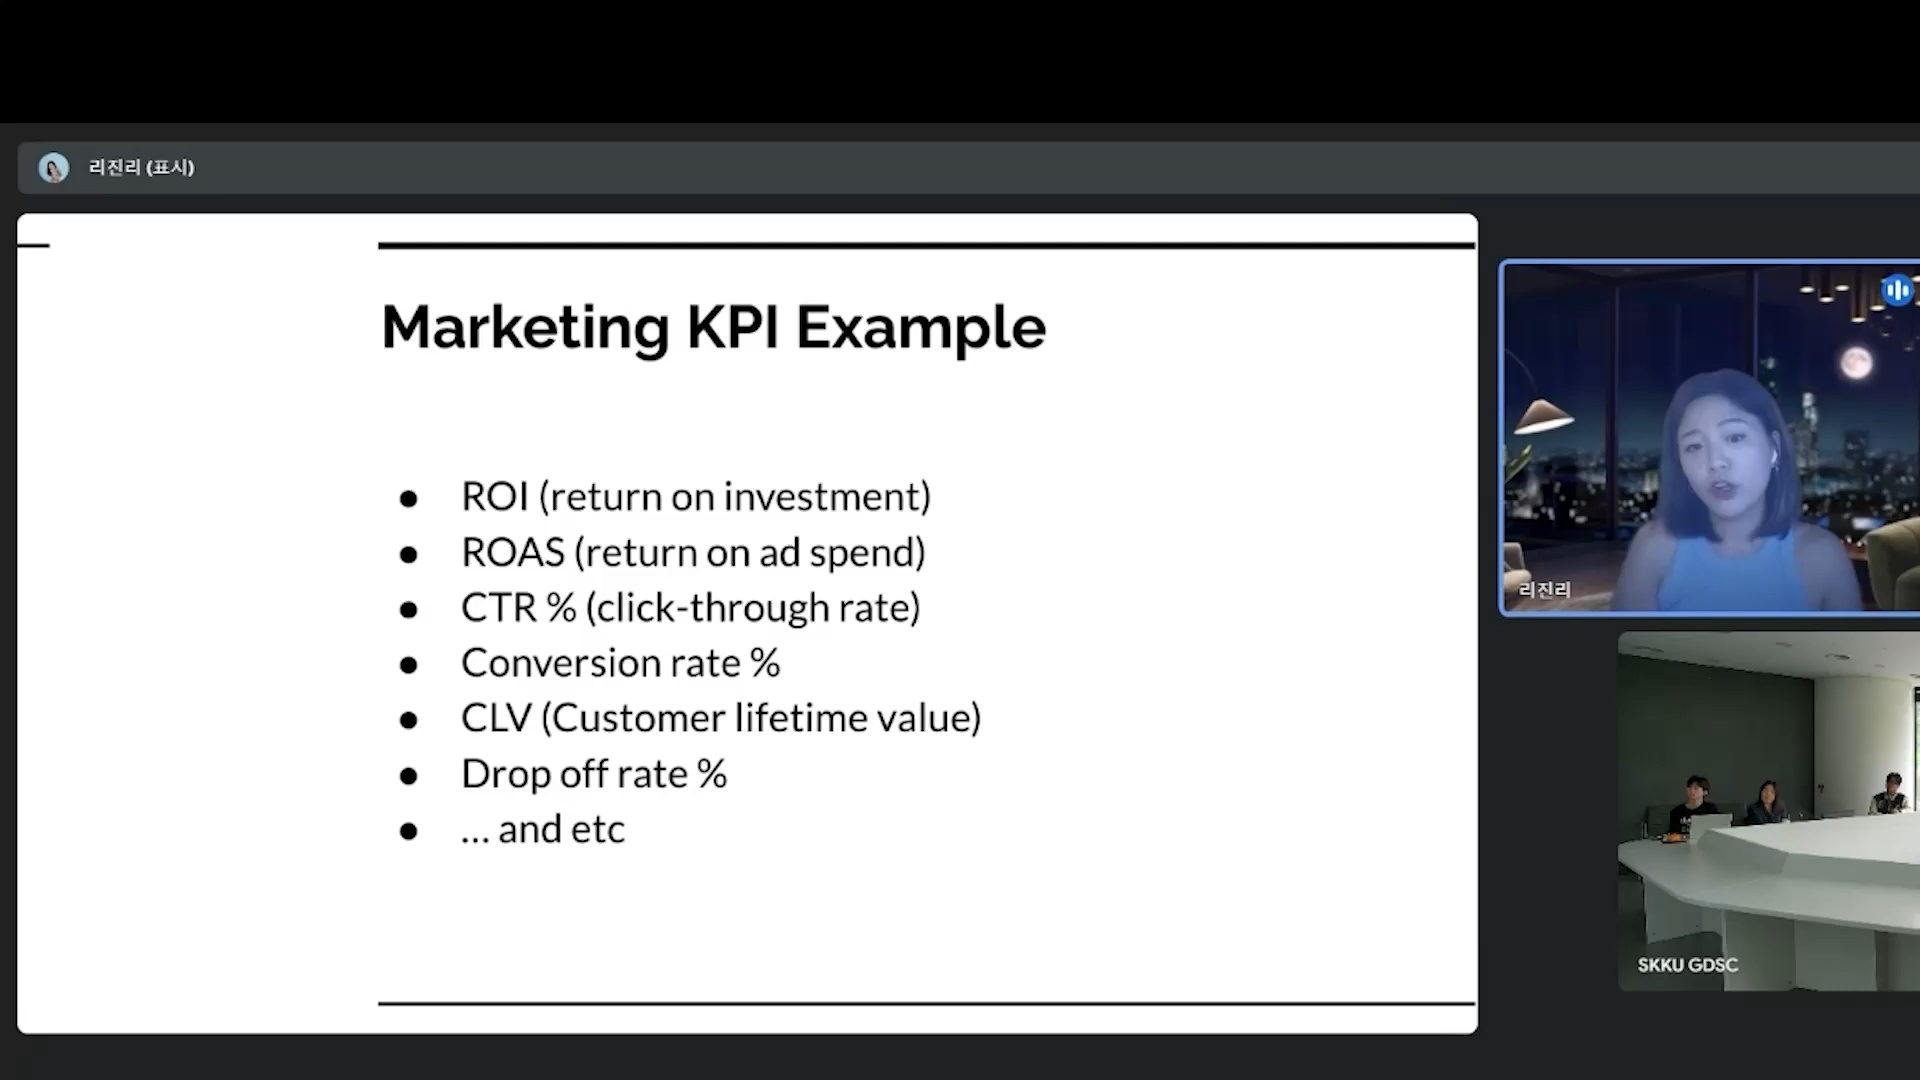 리진리 (표시)
Marketing KPI Example
● ROI (return on investment)
● ROAS (return on ad spend)
● CTR % (click-through rate)
● Conversion rate %
● CLV (Customer lifetime value)
● Drop off rate %
● ... and etc
리진리
SKKU GDSC